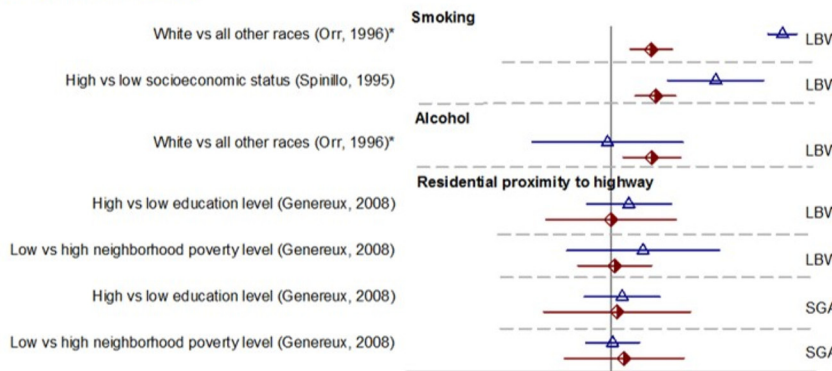 Smoking
White vs all other races (Orr, 1996)* LBW
High vs low socioeconomic status (Spinillo, 1995) LBW
Alcohol
White vs all other races (Orr, 1996)* LBW
Residential proximity to highway
High vs low education level (Genereux, 2008) LBW
Low vs high neighborhood poverty level (Genereux, 2008) LBW
High vs low education level (Genereux, 2008) SGA
Low vs high neighborhood poverty level (Genereux, 2008) SGA